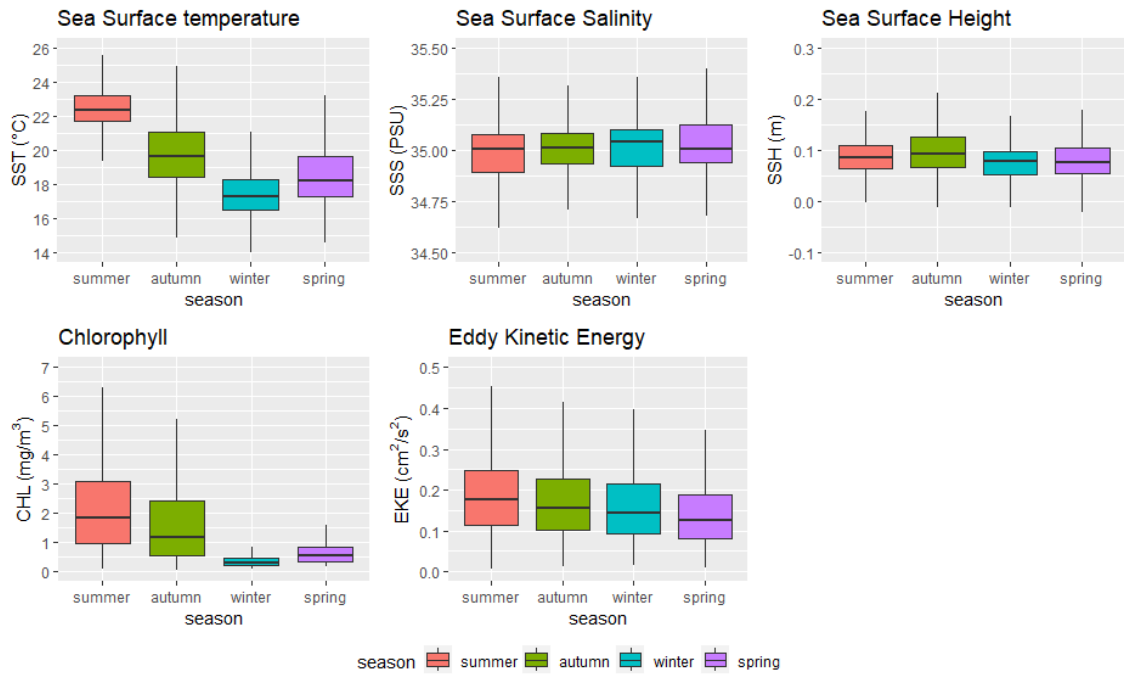 Sea Surface temperature
26
24
22
20
18
16
14
SST (°C)
summer autumn winter spring
season
Sea Surface Salinity
35.50
35.25
35.00
34.75
34.50
SSS (PSU)
summer autumn winter spring
season
Sea Surface Height
0.3
0.2
0.1
0.0
-0.1
SSH (m)
summer autumn winter spring
season
Chlorophyll
7
6
5
4
3
2
1
0
CHL (mg/m³)
summer autumn winter spring
season
Eddy Kinetic Energy
0.5
0.4
0.3
0.2
0.1
0.0
EKE (cm²/s²)
summer autumn winter spring
season
season summer autumn winter spring